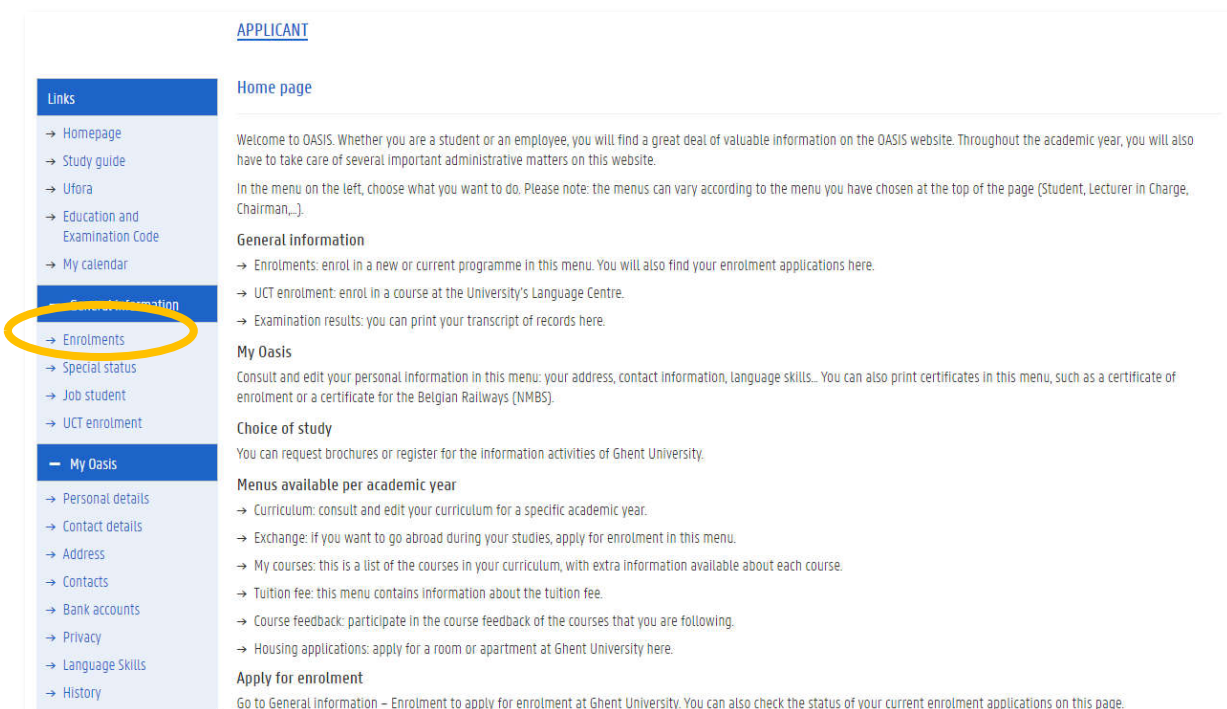 APPLICANT
Links
→ Homepage
→ Study guide
→ Ufora
→ Education and
Examination Code
→ My calendar
— General information
→ Enrolments
→ Special status
→ Job student
→ UCT enrolment
— My Oasis
→ Personal details
→ Contact details
→ Address
→ Contacts
→ Bank accounts
→ Privacy
→ Language Skills
→ History
Home page
Welcome to OASIS. Whether you are a student or an employee, you will find a great deal of valuable information on the OASIS website. Throughout the academic year, you will also
have to take care of several important administrative matters on this website.
In the menu on the left, choose what you want to do. Please note: the menus can vary according to the menu you have chosen at the top of the page (Student, Lecturer in Charge,
Chairman,...).
General information
→ Enrolments: enrol in a new or current programme in this menu. You will also find your enrolment applications here.
→ UCT enrolment: enrol in a course at the University's Language Centre.
→ Examination results: you can print your transcript of records here.
My Oasis
Consult and edit your personal information in this menu: your address, contact information, language skills... You can also print certificates in this menu, such as a certificate of
enrolment or a certificate for the Belgian Railways (NMBS).
Choice of study
You can request brochures or register for the information activities of Ghent University.
Menus available per academic year
→ Curriculum: consult and edit your curriculum for a specific academic year.
→ Exchange: if you want to go abroad during your studies, apply for enrolment in this menu.
→ My courses: this is a list of the courses in your curriculum, with extra information available about each course.
→ Tuition fee: this menu contains information about the tuition fee.
→ Course feedback: participate in the course feedback of the courses that you are following.
→ Housing applications: apply for a room or apartment at Ghent University here.
Apply for enrolment
Go to General information – Enrolment to apply for enrolment at Ghent University. You can also check the status of your current enrolment applications on this page.